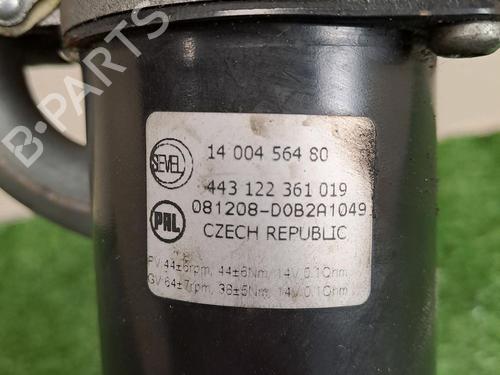 B-PARTS
SEVEL
14 004 564 80
443 122 361 019
081208-D0B2A1049
PAL
CZECH REPUBLIC
PV:44±5rpm, 44±6Nm, 14V,0.1Ohm
GV:64±7rpm, 38±5Nm, 14V,0.1Ohm